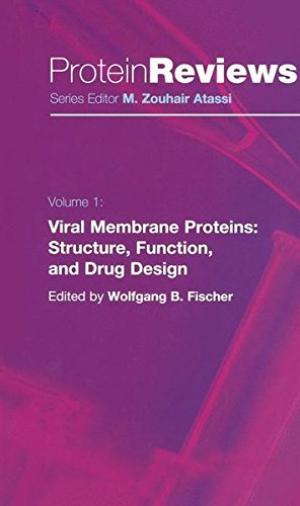 ProteinReviews
Series Editor M. Zouhair Atassi
Volume 1:
Viral Membrane Proteins:
Structure, Function,
and Drug Design
Edited by Wolfgang B. Fischer